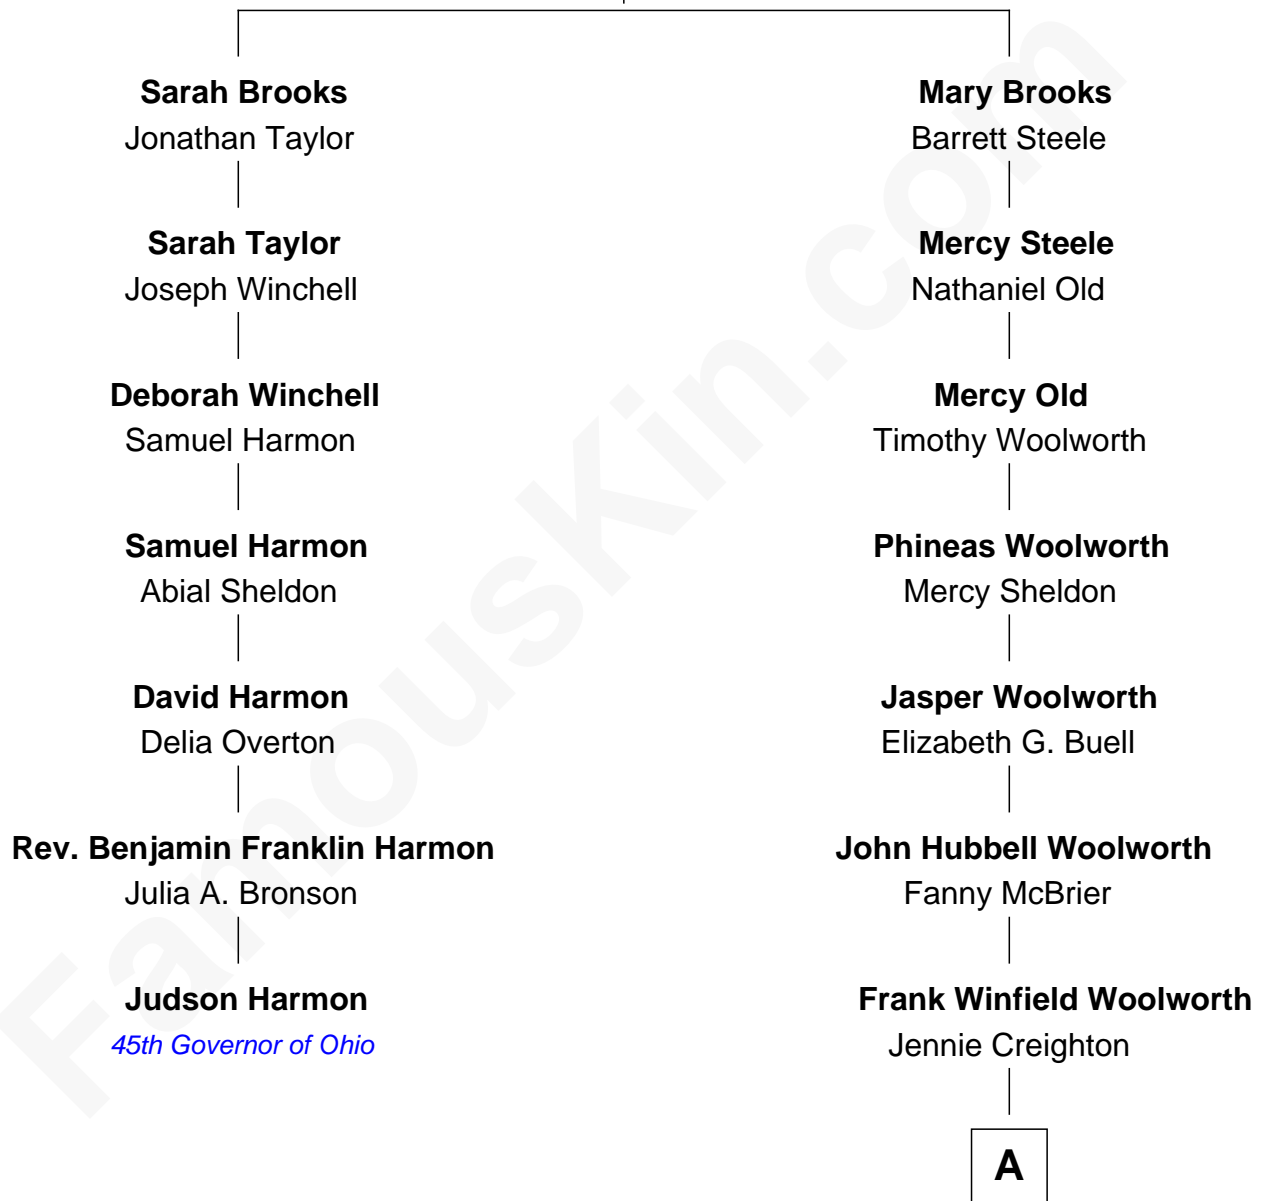 Sarah Brooks
Jonathan Taylor
Sarah Taylor
Joseph Winchell
Deborah Winchell
Samuel Harmon
Samuel Harmon
Abial Sheldon
David Harmon
Delia Overton
Rev. Benjamin Franklin Harmon
Julia A. Bronson
Judson Harmon
45th Governor of Ohio
Mary Brooks
Barrett Steele
Mercy Steele
Nathaniel Old
Mercy Old
Timothy Woolworth
Phineas Woolworth
Mercy Sheldon
Jasper Woolworth
Elizabeth G. Buell
John Hubbell Woolworth
Fanny McBrier
Frank Winfield Woolworth
Jennie Creighton
A
FamousKin.com